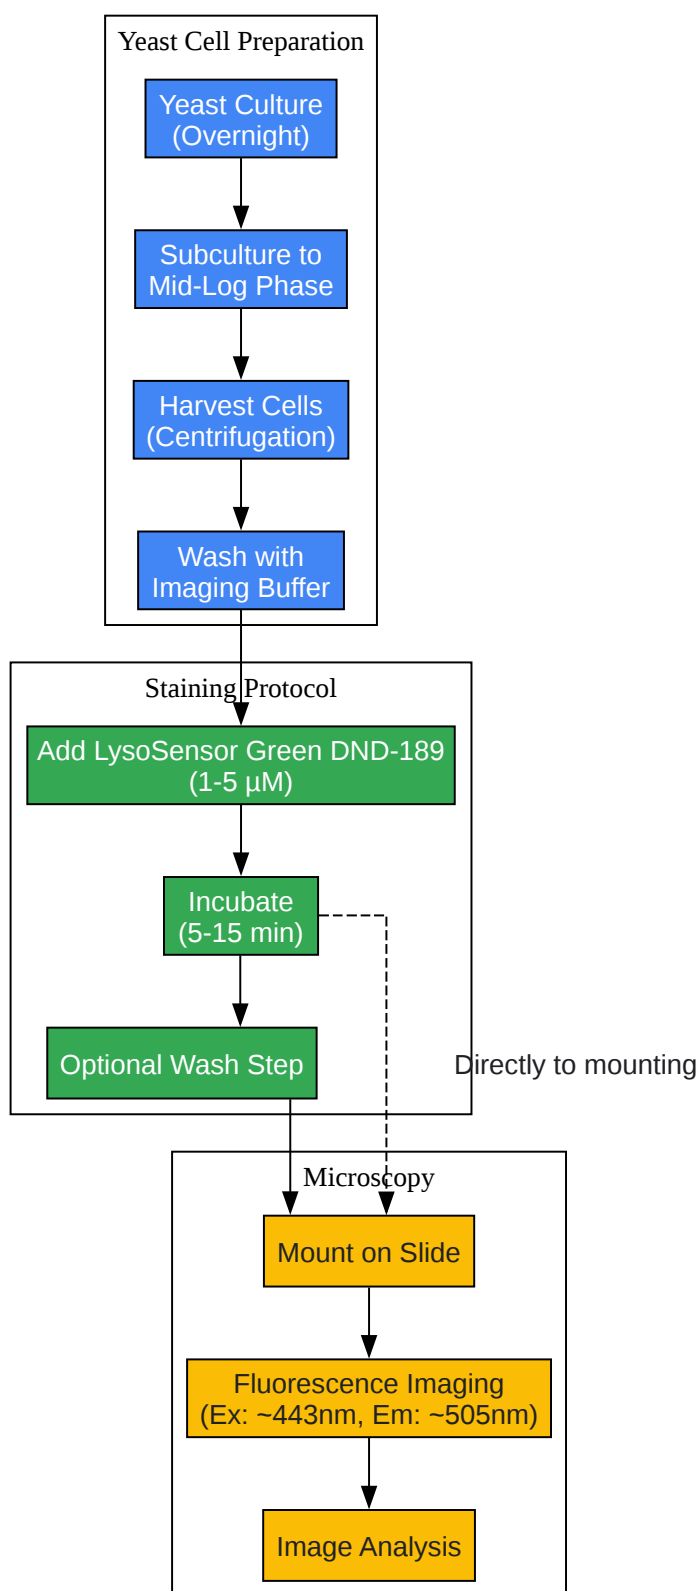 Yeast Cell Preparation
Yeast Culture
(Overnight)
Subculture to
Mid-Log Phase
Harvest Cells
(Centrifugation)
Wash with
Imaging Buffer
Staining Protocol
Add LysoSensor Green DND-189
(1-5 µM)
Incubate
(5-15 min)
Optional Wash Step
Directly to mounting
Microscopy
Mount on Slide
Fluorescence Imaging
(Ex: ~443nm, Em: ~505nm)
Image Analysis